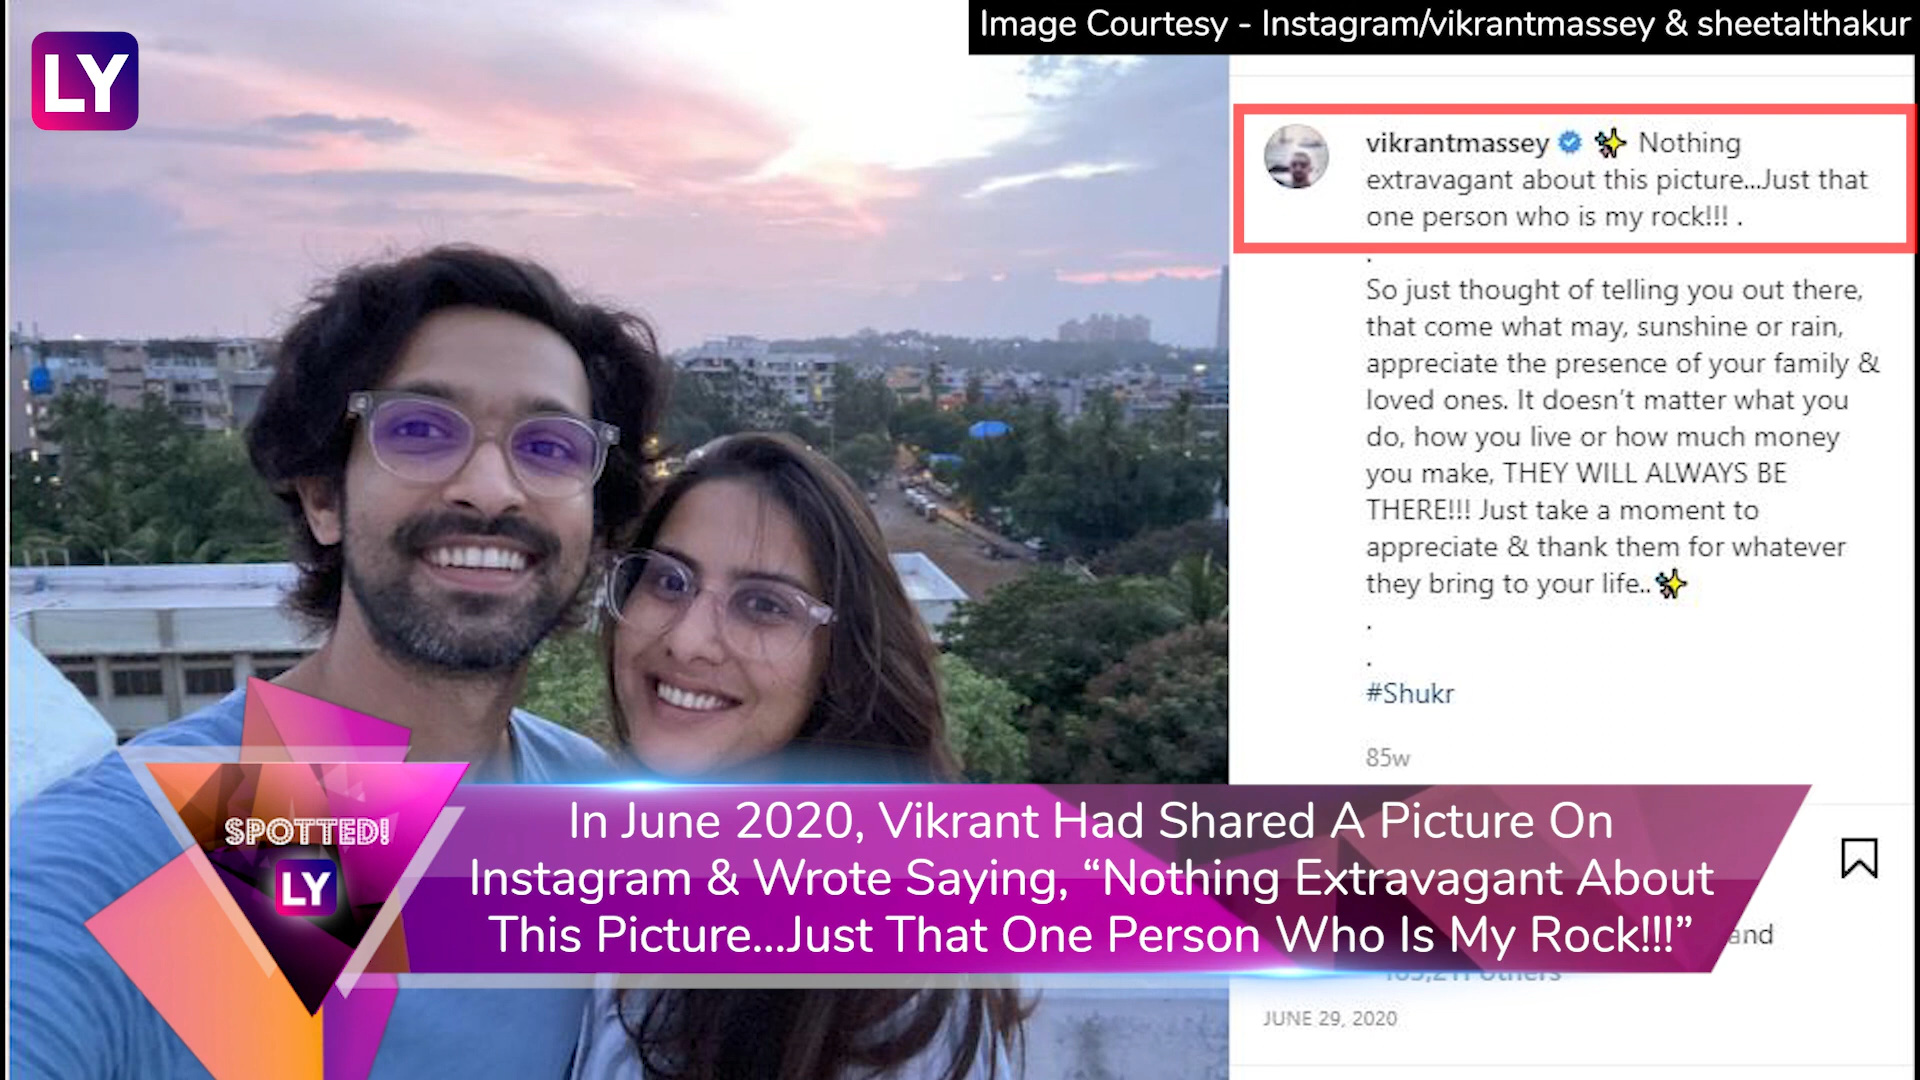 Image Courtesy - Instagram/vikrantmassey & sheetalthakur
LY
vikrantmassey ✨ Nothing
extravagant about this picture...Just that
one person who is my rock!!! .
.
So just thought of telling you out there,
that come what may, sunshine or rain,
appreciate the presence of your family &
loved ones. It doesn't matter what you
do, how you live or how much money
you make, THEY WILL ALWAYS BE
THERE!!! Just take a moment to
appreciate & thank them for whatever
they bring to your life..✨
.
.
#Shukr
85w
SPOTTED!
LY
In June 2020, Vikrant Had Shared A Picture On
Instagram & Wrote Saying, “Nothing Extravagant About
This Picture...Just That One Person Who Is My Rock!!!”
and
others
JUNE 29, 2020